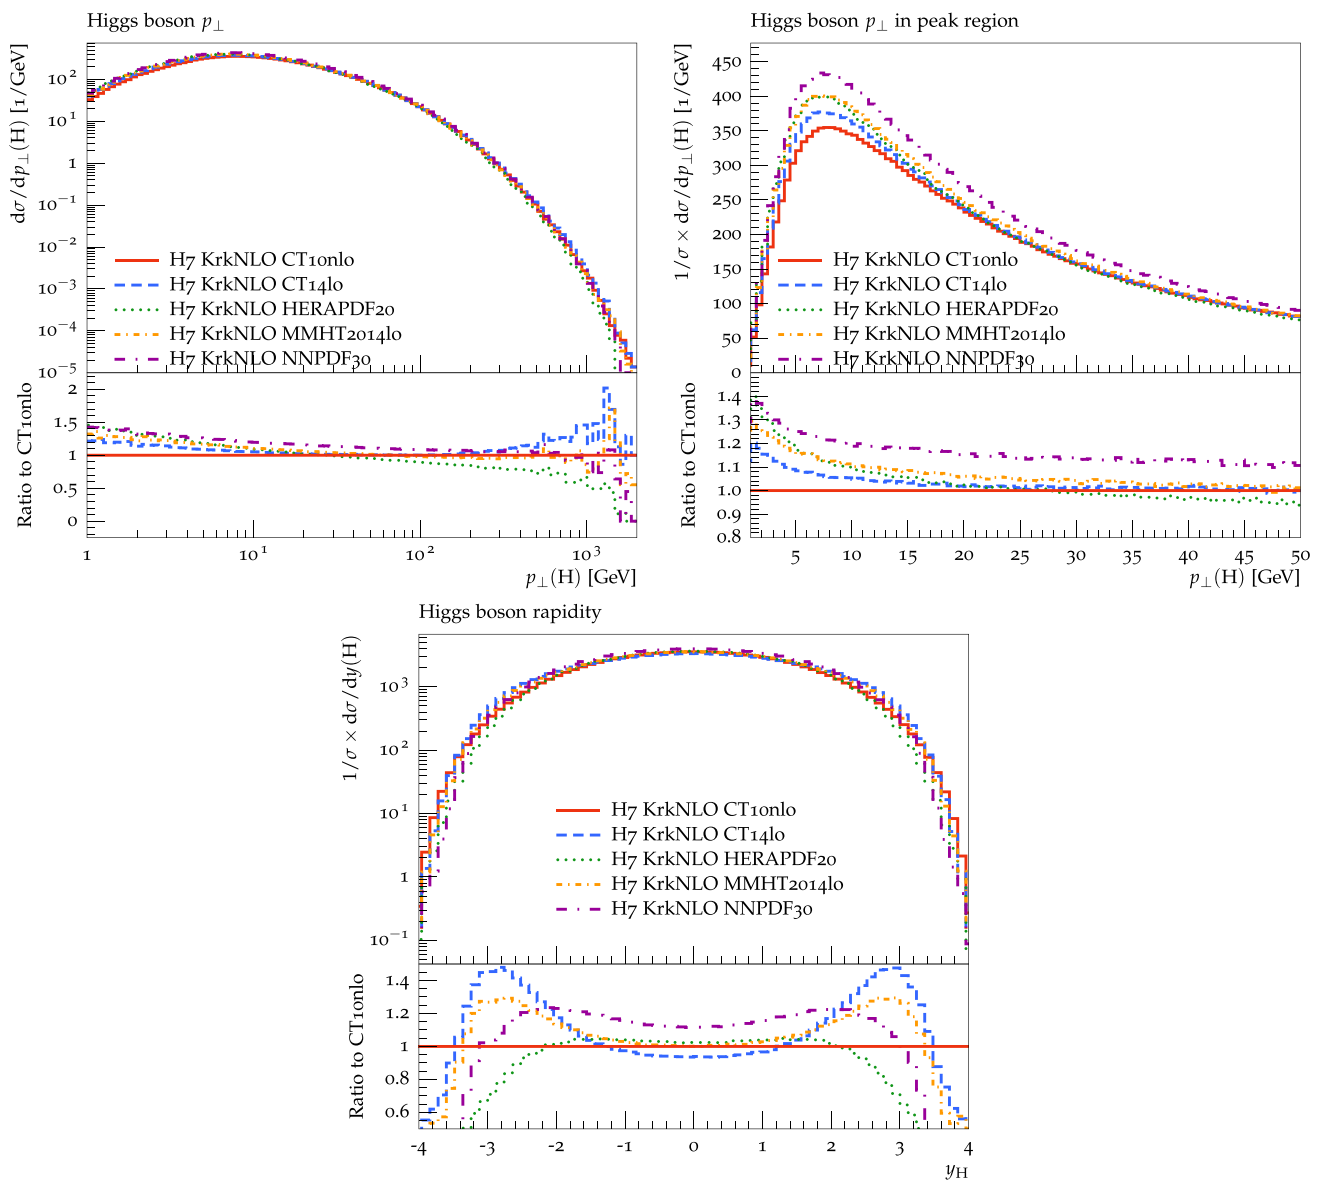 Higgs boson p⊥
dσ/dp⊥(H) [1/GeV]
10²
10¹
1
10⁻¹
10⁻²
10⁻³
10⁻⁴
10⁻⁵
H7 KrkNLO CT10nlo
H7 KrkNLO CT14lo
H7 KrkNLO HERAPDF20
H7 KrkNLO MMHT2014lo
H7 KrkNLO NNPDF30
Ratio to CT10nlo
2
1.5
1
0.5
0
1 10¹ 10² 10³
p⊥(H) [GeV]
Higgs boson p⊥ in peak region
1/σ × dσ/dp⊥(H) [1/GeV]
450
400
350
300
250
200
150
100
50
0
H7 KrkNLO CT10nlo
H7 KrkNLO CT14lo
H7 KrkNLO HERAPDF20
H7 KrkNLO MMHT2014lo
H7 KrkNLO NNPDF30
Ratio to CT10nlo
1.4
1.3
1.2
1.1
1.0
0.9
0.8
5 10 15 20 25 30 35 40 45 50
p⊥(H) [GeV]
Higgs boson rapidity
1/σ × dσ/dy(H)
10³
10²
10¹
1
10⁻¹
H7 KrkNLO CT10nlo
H7 KrkNLO CT14lo
H7 KrkNLO HERAPDF20
H7 KrkNLO MMHT2014lo
H7 KrkNLO NNPDF30
Ratio to CT10nlo
1.4
1.2
1
0.8
0.6
-4 -3 -2 -1 0 1 2 3 4
yH